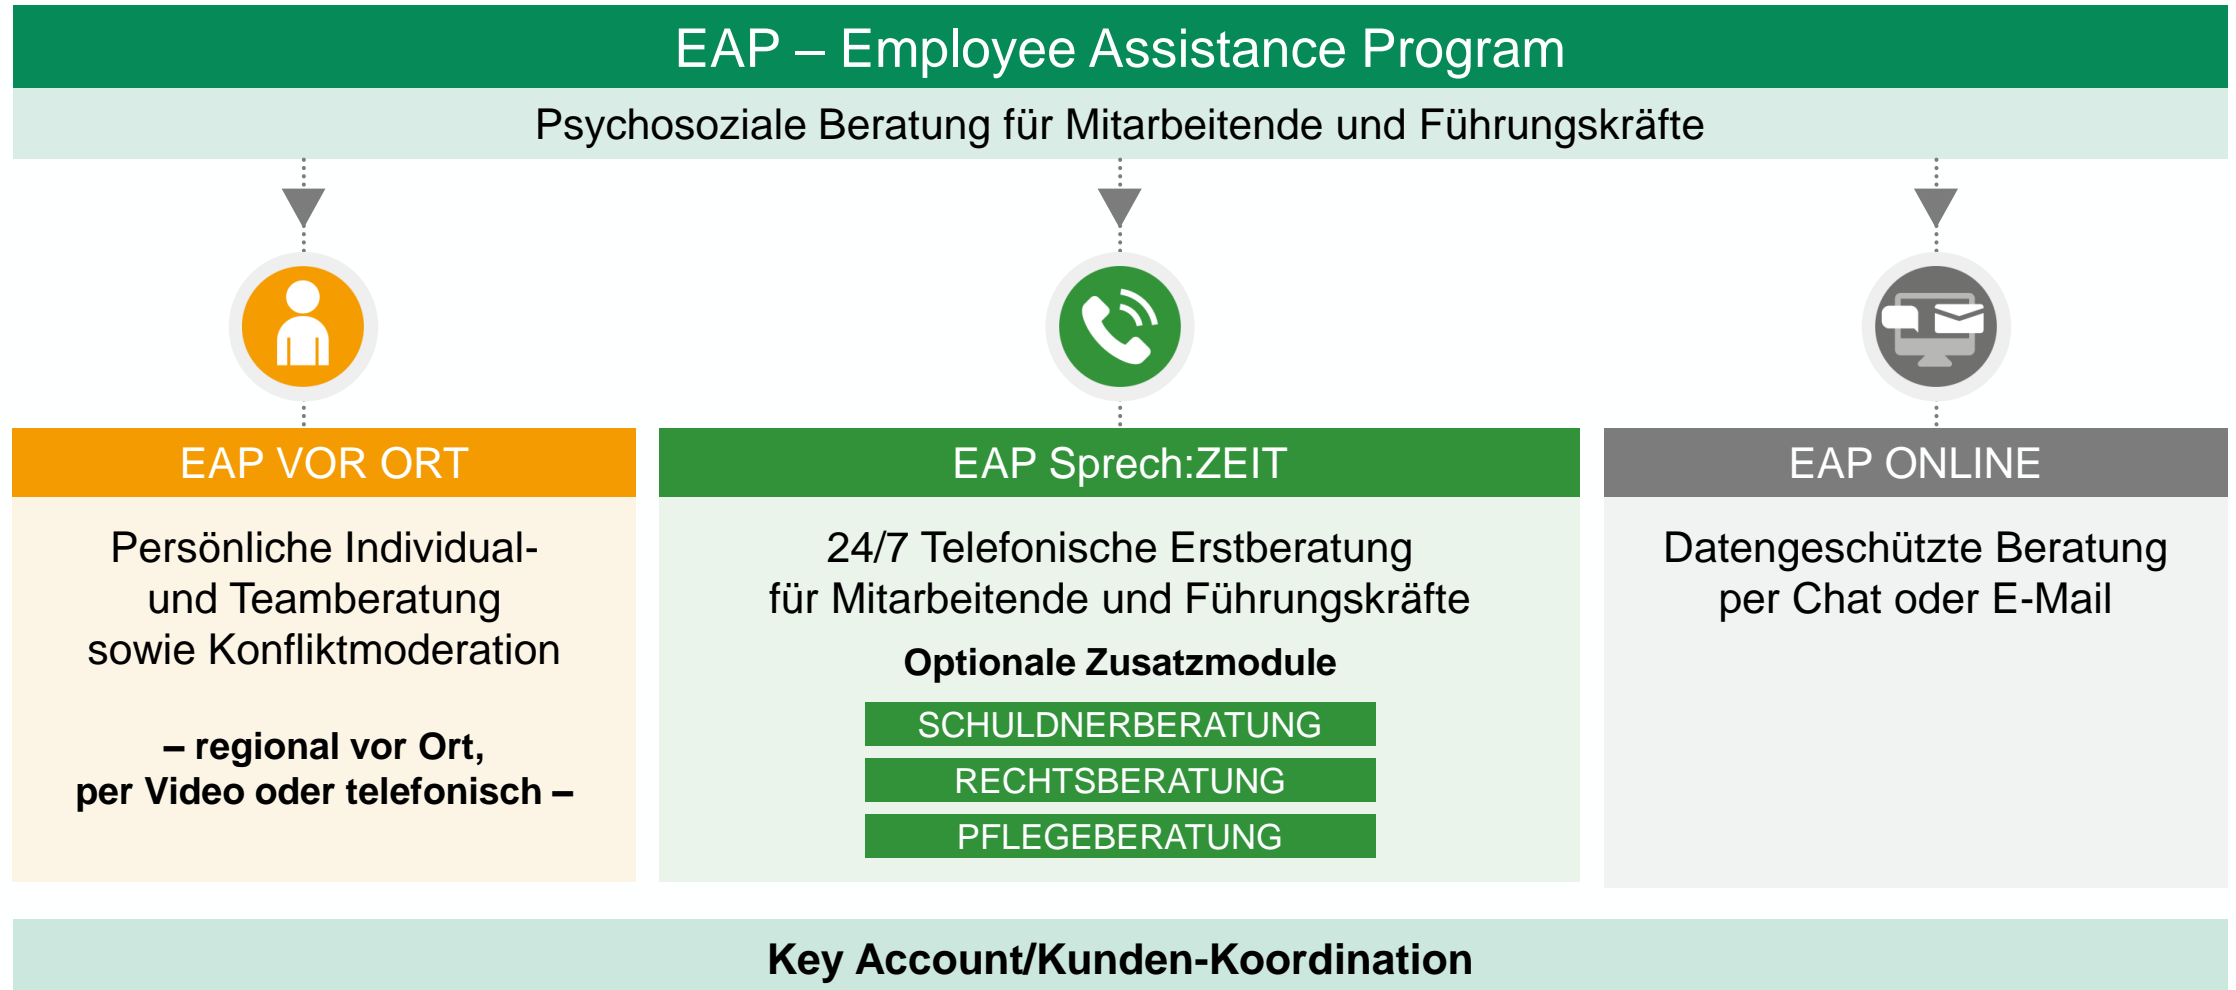 EAP – Employee Assistance Program
Psychosoziale Beratung für Mitarbeitende und Führungskräfte
EAP VOR ORT
Persönliche Individual-
und Teamberatung
sowie Konfliktmoderation
– regional vor Ort,
per Video oder telefonisch –
EAP Sprech:ZEIT
24/7 Telefonische Erstberatung
für Mitarbeitende und Führungskräfte
Optionale Zusatzmodule
SCHULDNERBERATUNG
RECHTSBERATUNG
PFLEGEBERATUNG
EAP ONLINE
Datengeschützte Beratung
per Chat oder E-Mail
Key Account/Kunden-Koordination